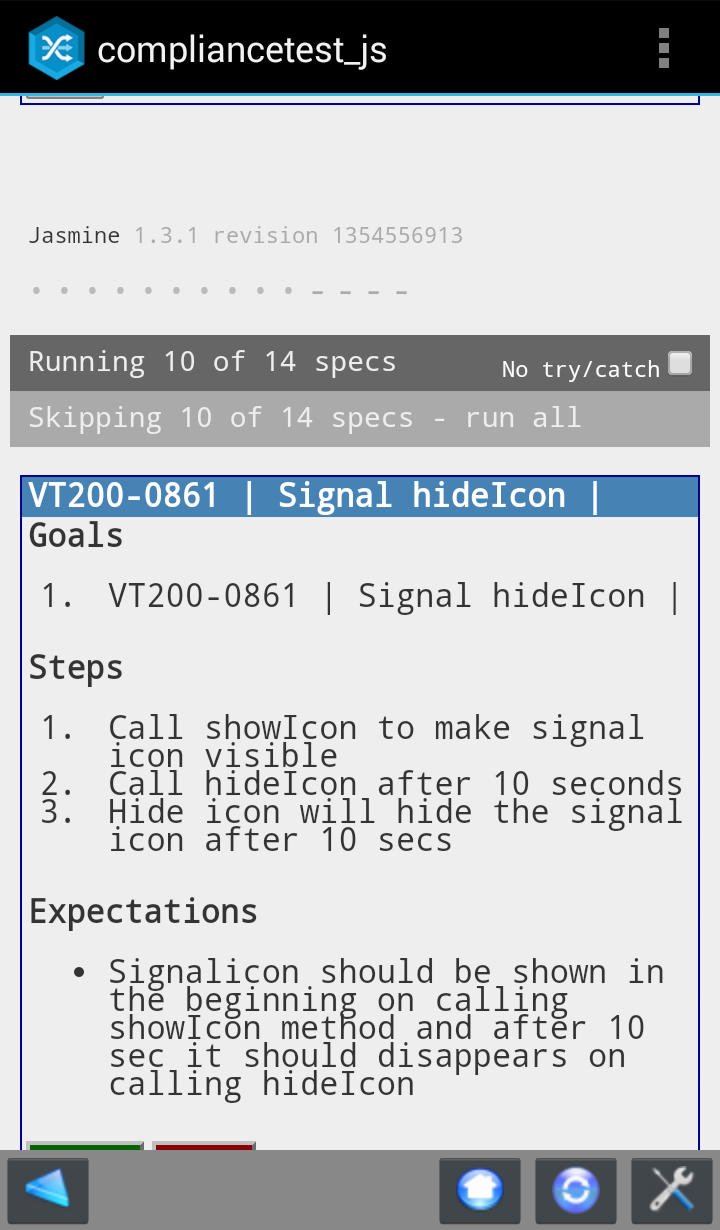 compliancetest_js
Jasmine 1.3.1 revision 1354556913
• • • • • • • • • • - - - -
Running 10 of 14 specs
No try/catch
Skipping 10 of 14 specs - run all
VT200-0861 | Signal hideIcon |
Goals
1. VT200-0861 | Signal hideIcon |
Steps
1. Call showIcon to make signal
icon visible
2. Call hideIcon after 10 seconds
3. Hide icon will hide the signal
icon after 10 secs
Expectations
• Signalicon should be shown in
the beginning on calling
showIcon method and after 10
sec it should disappears on
calling hideIcon